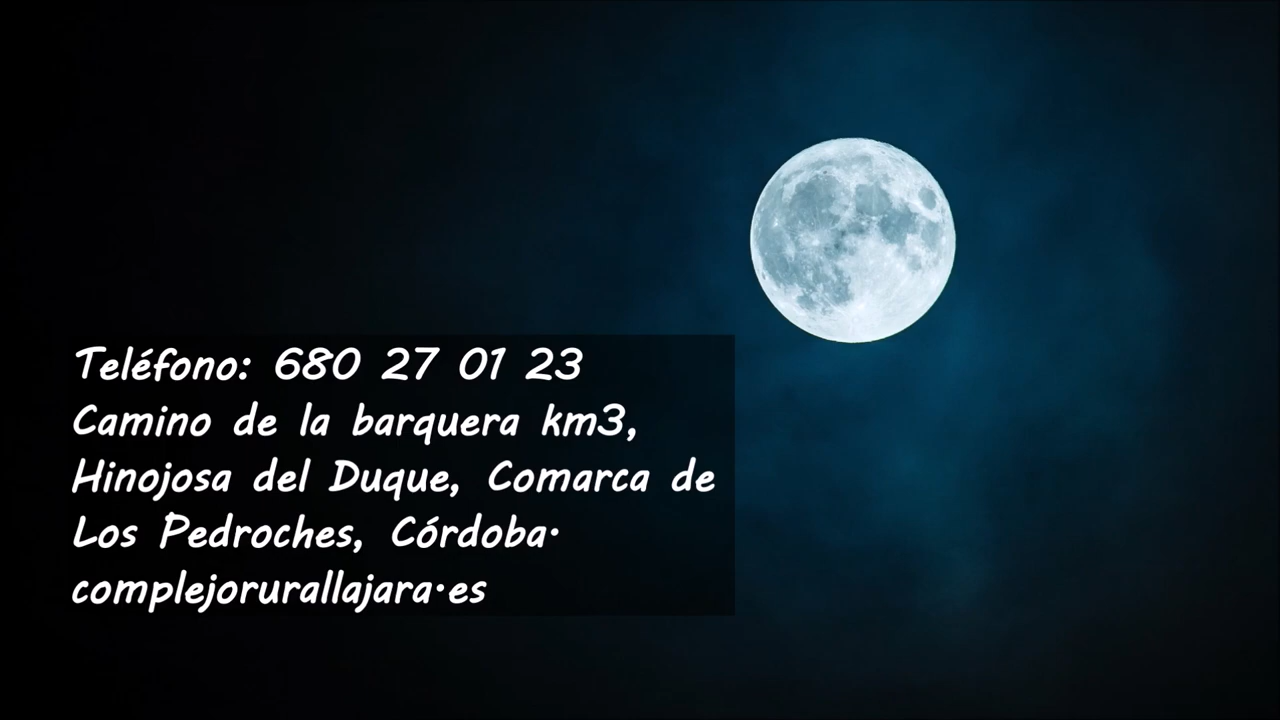 Teléfono: 680 27 01 23
Camino de la barquera km3,
Hinojosa del Duque, Comarca de
Los Pedroches, Córdoba·
complejorurallajara·es